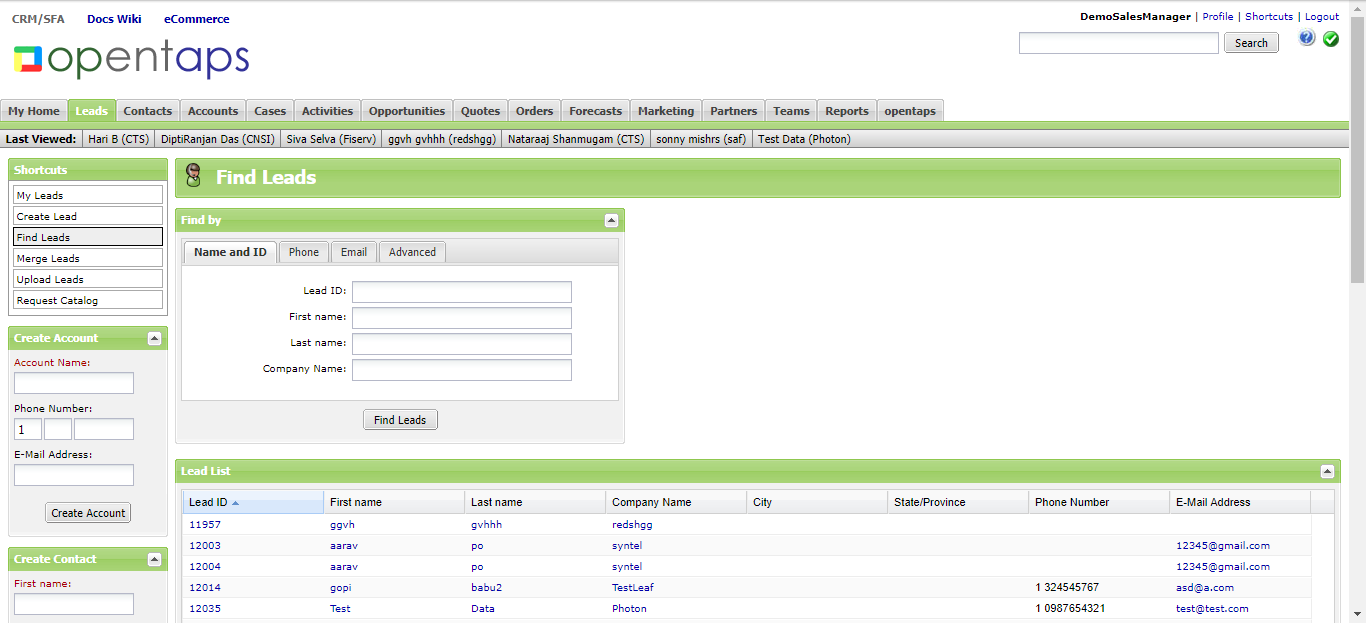 CRM/SFA Docs Wiki eCommerce
DemoSalesManager | Profile | Shortcuts | Logout
opentaps
Search
My Home Leads Contacts Accounts Cases Activities Opportunities Quotes Orders Forecasts Marketing Partners Teams Reports opentaps
Last Viewed: Hari B (CTS) DiptiRanjan Das (CNSI) Siva Selva (Fiserv) ggvh gvhhh (redshgg) Nataraaj Shanmugam (CTS) sonny mishrs (saf) Test Data (Photon)
Shortcuts
My Leads
Create Lead
Find Leads
Merge Leads
Upload Leads
Request Catalog
Create Account
Account Name:
Phone Number:
1
E-Mail Address:
Create Account
Create Contact
First name:
Find Leads
Find by
Name and ID Phone Email Advanced
Lead ID:
First name:
Last name:
Company Name:
Find Leads
Lead List
Lead ID First name Last name Company Name City State/Province Phone Number E-Mail Address
11957 ggvh gvhhh redshgg
12003 aarav po syntel 12345@gmail.com
12004 aarav po syntel 12345@gmail.com
12014 gopi babu2 TestLeaf 1 324545767 asd@a.com
12035 Test Data Photon 1 0987654321 test@test.com